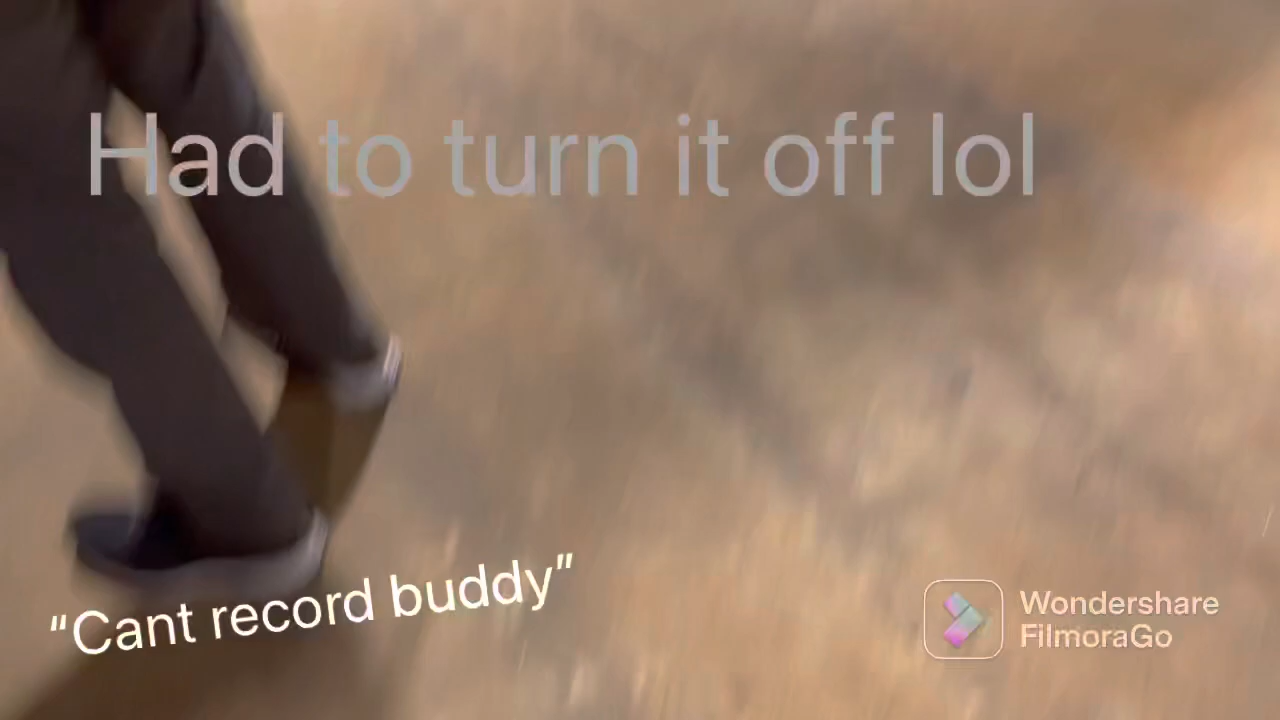 Had to turn it off lol
“Cant record buddy”
Wondershare
FilmoraGo